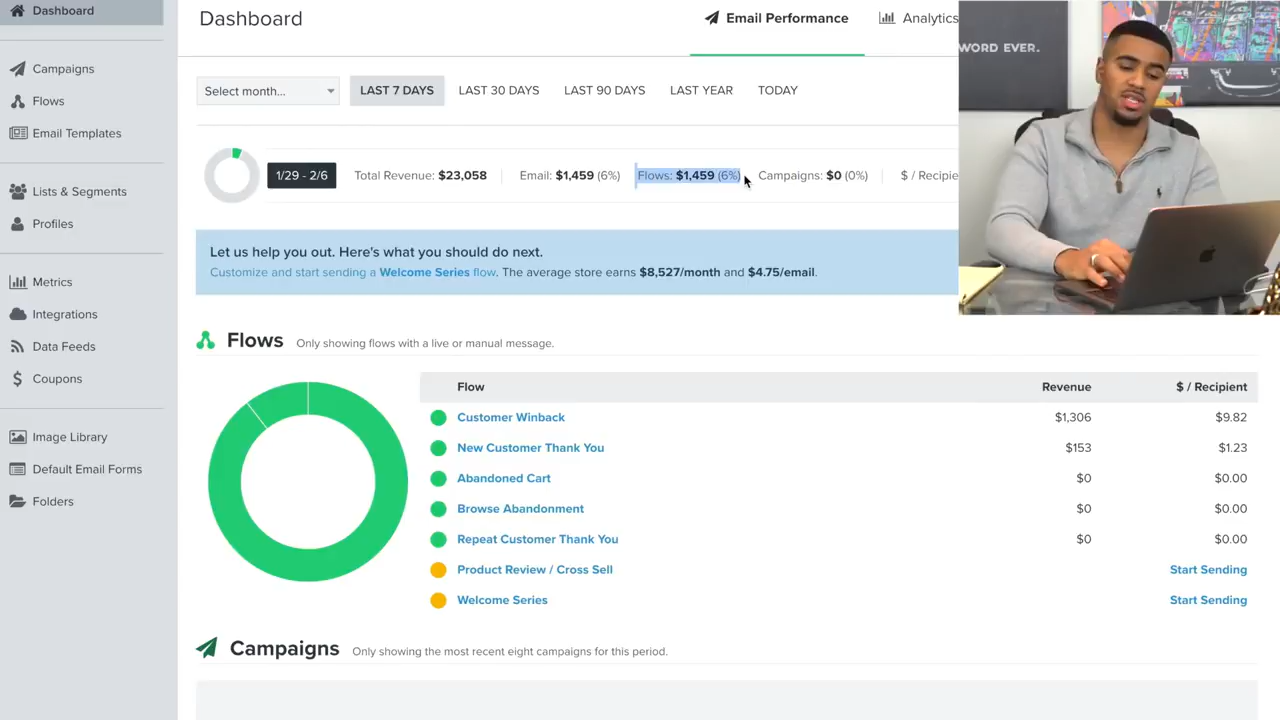 Dashboard
Dashboard
Email Performance
Analytics
WORD EVER.
Campaigns
Flows
Email Templates
Lists & Segments
Profiles
Metrics
Integrations
Data Feeds
Coupons
Image Library
Default Email Forms
Folders
Select month...
LAST 7 DAYS
LAST 30 DAYS
LAST 90 DAYS
LAST YEAR
TODAY
1/29 - 2/6
Total Revenue: $23,058
Email: $1,459 (6%)
Flows: $1,459 (6%)
Campaigns: $0 (0%)
$ / Recipie
Let us help you out. Here's what you should do next.
Customize and start sending a Welcome Series flow. The average store earns $8,527/month and $4.75/email.
Flows Only showing flows with a live or manual message.
Flow Revenue $ / Recipient
Customer Winback $1,306 $9.82
New Customer Thank You $153 $1.23
Abandoned Cart $0 $0.00
Browse Abandonment $0 $0.00
Repeat Customer Thank You $0 $0.00
Product Review / Cross Sell Start Sending
Welcome Series Start Sending
Campaigns Only showing the most recent eight campaigns for this period.